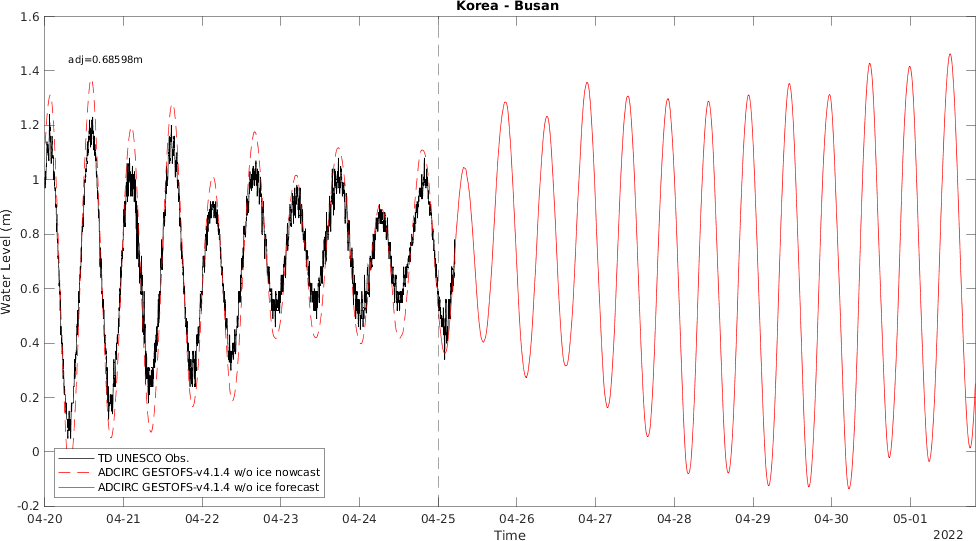 Korea - Busan
adj=0.68598m
1.6
1.4
1.2
1
0.8
0.6
0.4
0.2
0
-0.2
Water Level (m)
TD UNESCO Obs.
ADCIRC GESTOFS-v4.1.4 w/o ice nowcast
ADCIRC GESTOFS-v4.1.4 w/o ice forecast
04-20 04-21 04-22 04-23 04-24 04-25 04-26 04-27 04-28 04-29 04-30 05-01
Time
2022